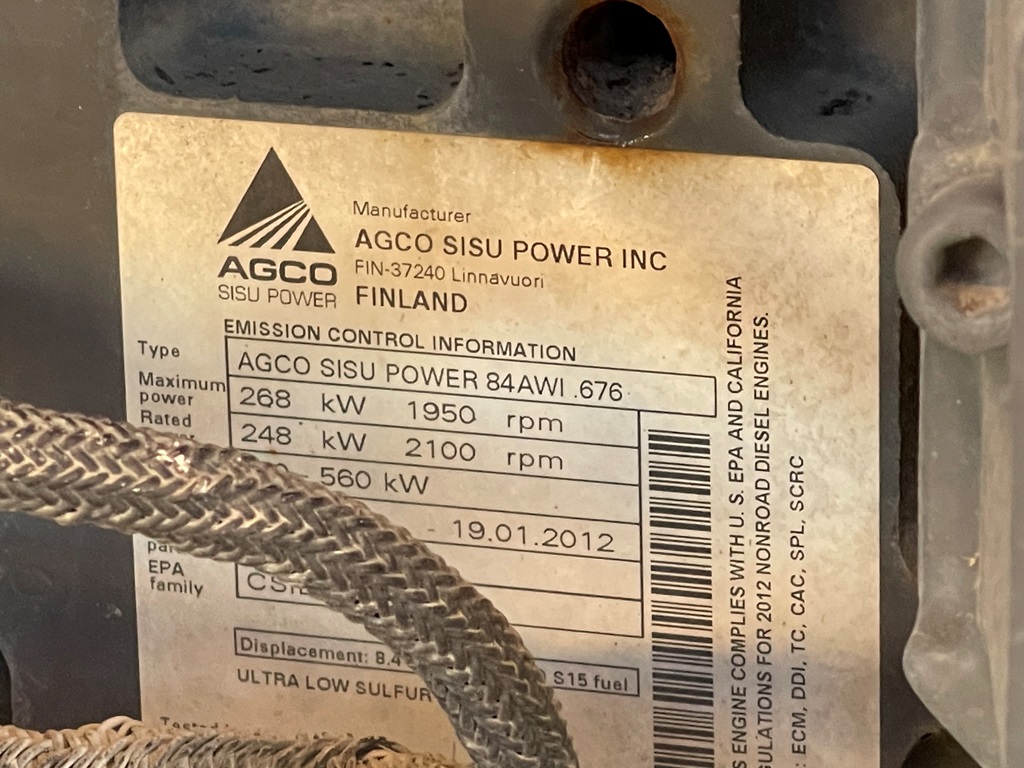 Manufacturer
AGCO SISU POWER INC
FIN-37240 Linnavuori
FINLAND
AGCO
SISU POWER
EMISSION CONTROL INFORMATION
Type AGCO SISU POWER 84AWI .676
Maximum power 268 kW 1950 rpm
Rated 248 kW 2100 rpm
- 560 kW
- 19.01.2012
EPA family
Displacement: 8.4 S15 fuel
ULTRA LOW SULFUR
ENGINE COMPLIES WITH U. S. EPA AND CALIFORNIA
FOR 2012 NONROAD DIESEL ENGINES.
: ECM, DDI, TC, CAC, SPL, SCRC